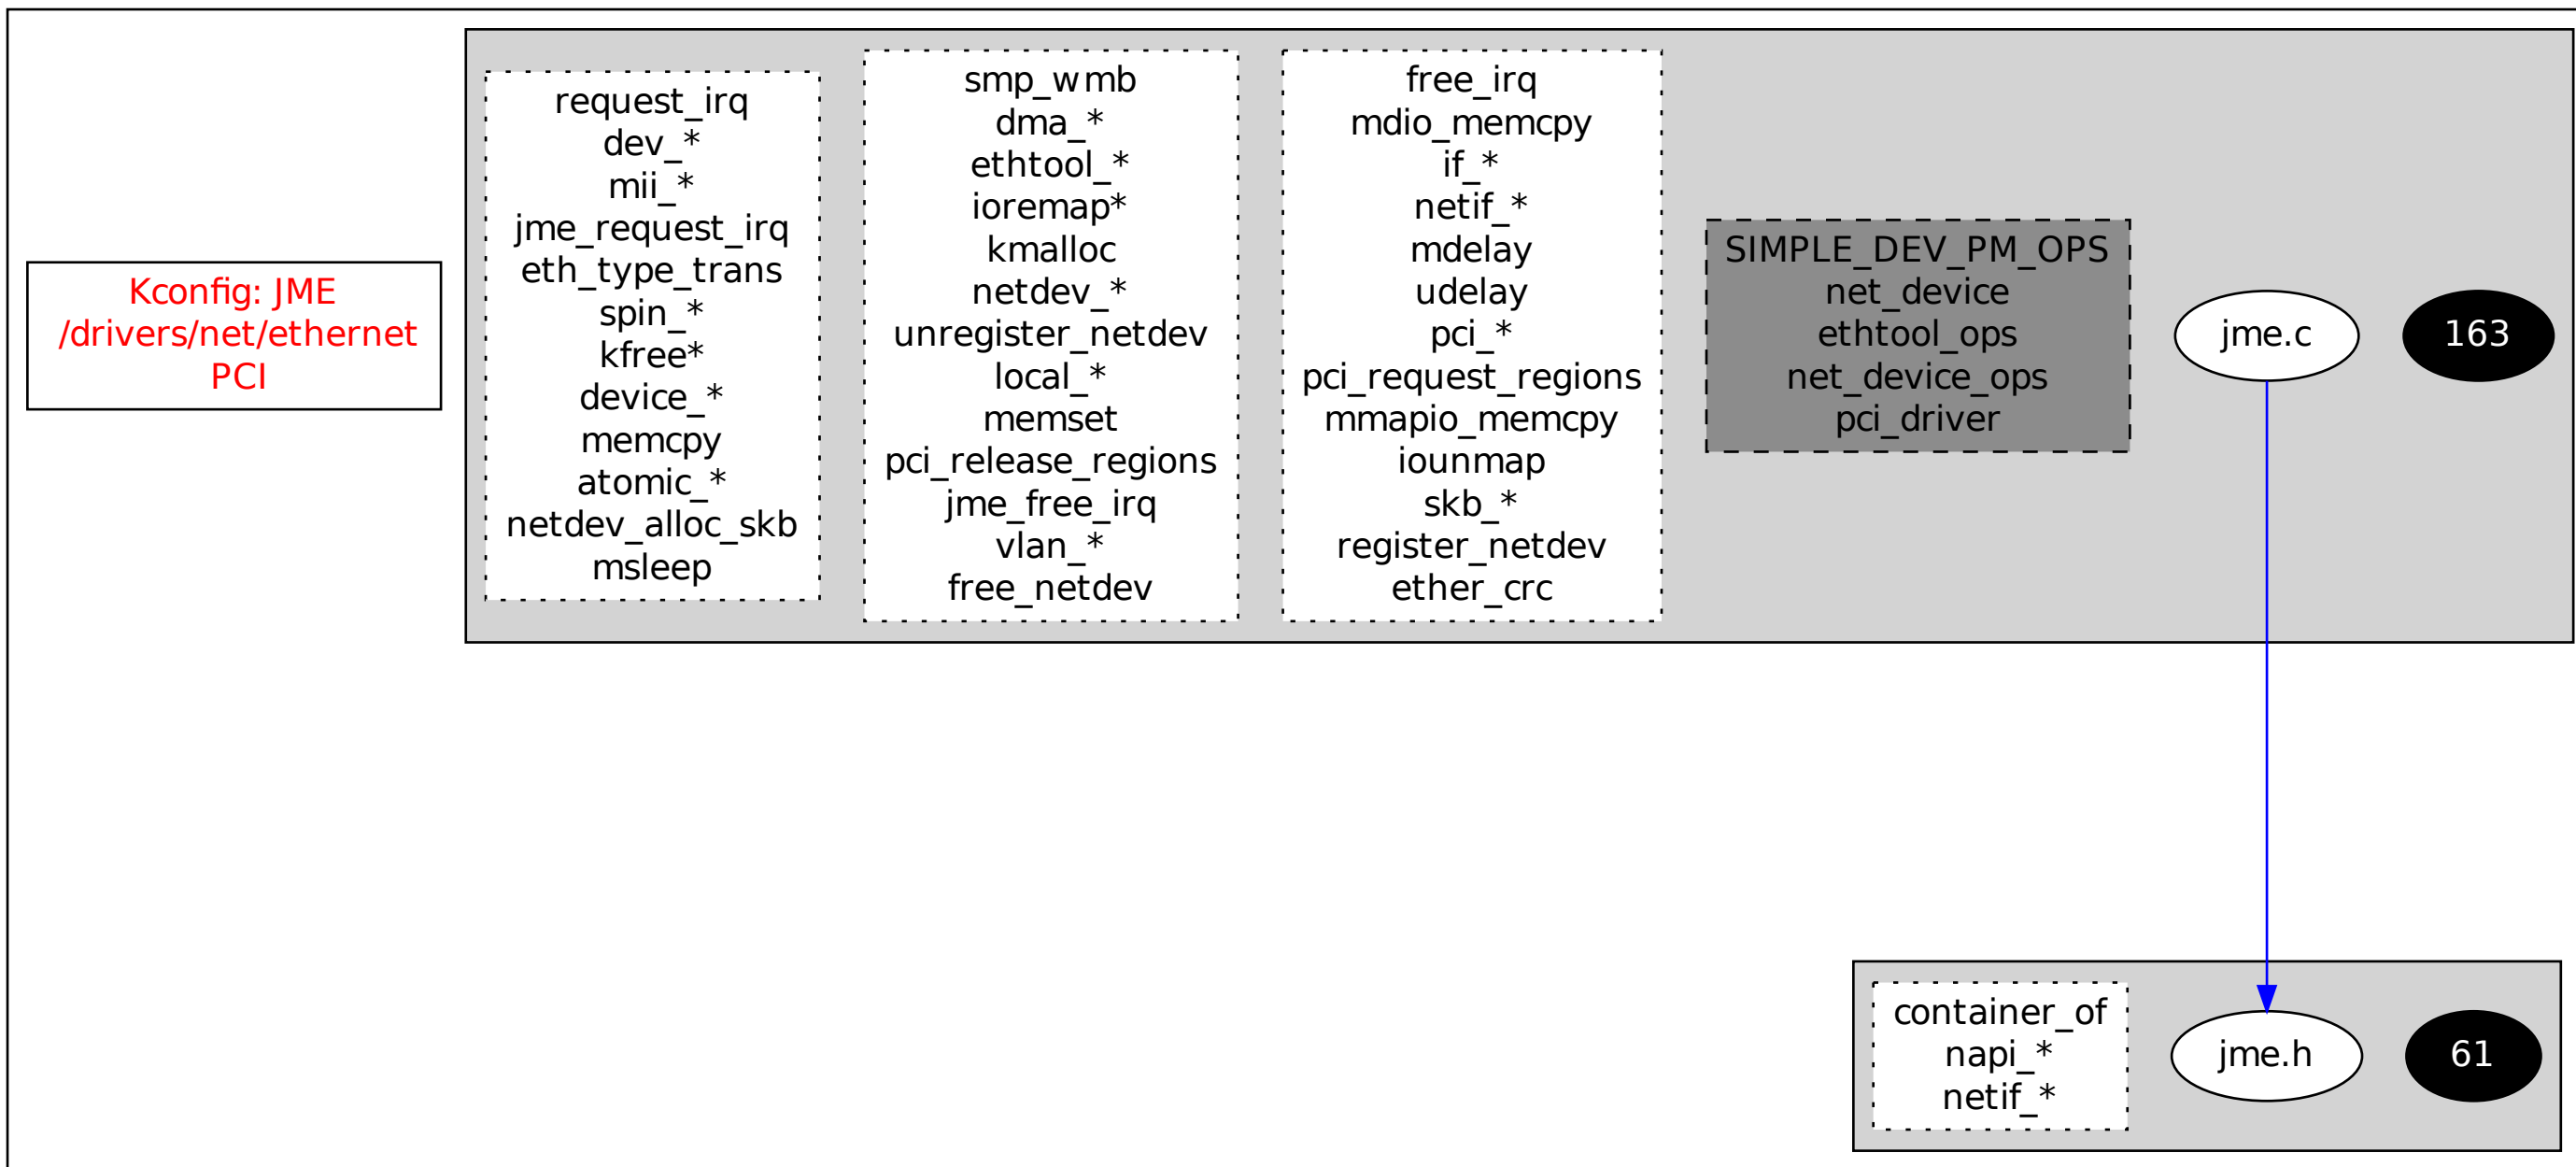 Kconfig: JME
/drivers/net/ethernet
PCI
request_irq
dev_*
mii_*
jme_request_irq
eth_type_trans
spin_*
kfree*
device_*
memcpy
atomic_*
netdev_alloc_skb
msleep
smp_wmb
dma_*
ethtool_*
ioremap*
kmalloc
netdev_*
unregister_netdev
local_*
memset
pci_release_regions
jme_free_irq
vlan_*
free_netdev
free_irq
mdio_memcpy
if_*
netif_*
mdelay
udelay
pci_*
pci_request_regions
mmapio_memcpy
iounmap
skb_*
register_netdev
ether_crc
SIMPLE_DEV_PM_OPS
net_device
ethtool_ops
net_device_ops
pci_driver
jme.c
163
container_of
napi_*
netif_*
jme.h
61